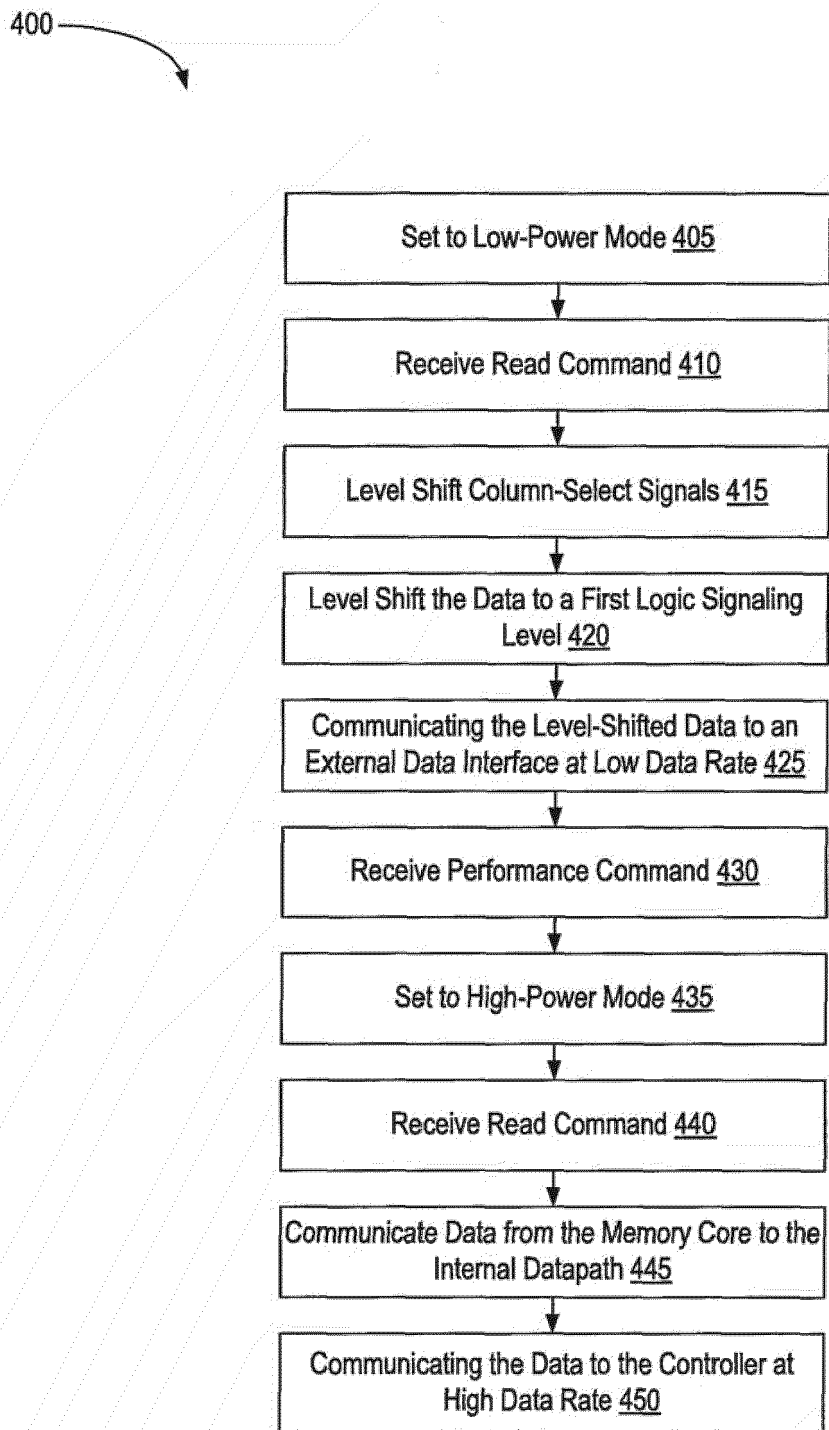 400
Set to Low-Power Mode 405
Receive Read Command 410
Level Shift Column-Select Signals 415
Level Shift the Data to a First Logic Signaling
Level 420
Communicating the Level-Shifted Data to an
External Data Interface at Low Data Rate 425
Receive Performance Command 430
Set to High-Power Mode 435
Receive Read Command 440
Communicate Data from the Memory Core to the
Internal Datapath 445
Communicating the Data to the Controller at
High Data Rate 450